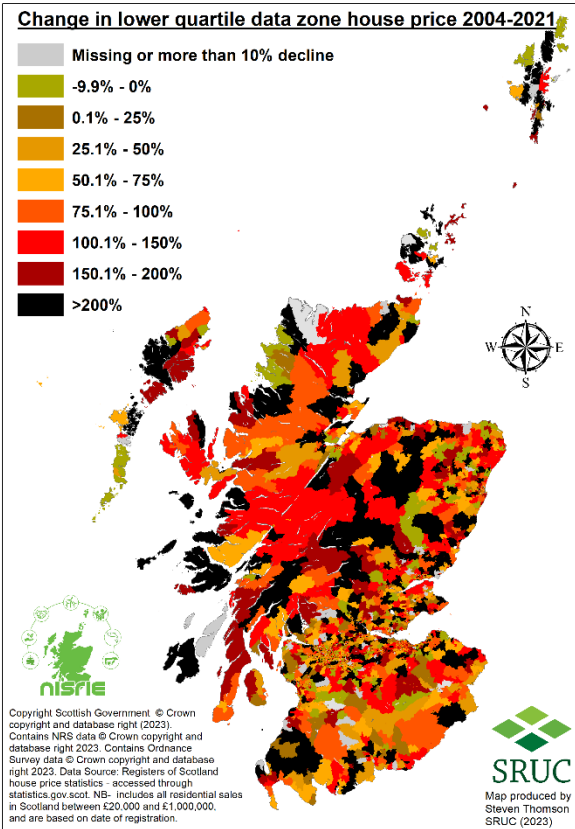 Change in lower quartile data zone house price 2004-2021
Missing or more than 10% decline
-9.9% - 0%
0.1% - 25%
25.1% - 50%
50.1% - 75%
75.1% - 100%
100.1% - 150%
150.1% - 200%
>200%
N
W E
S
NISRIE
Copyright Scottish Government © Crown
copyright and database right (2023).
Contains NRS data © Crown copyright and
database right 2023. Contains Ordnance
Survey data © Crown copyright and database
right 2023. Data Source: Registers of Scotland
house price statistics - accessed through
statistics.gov.scot. NB- includes all residential sales
in Scotland between £20,000 and £1,000,000,
and are based on date of registration.
SRUC
Map produced by
Steven Thomson
SRUC (2023)